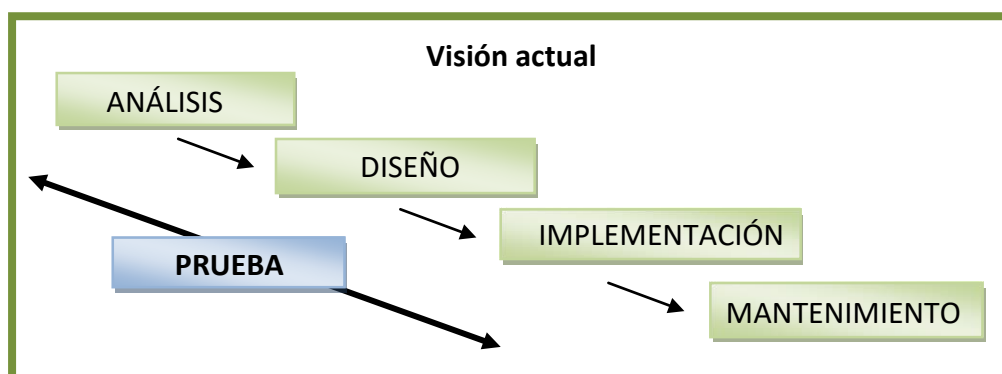 Visión actual
ANÁLISIS
DISEÑO
IMPLEMENTACIÓN
PRUEBA
MANTENIMIENTO